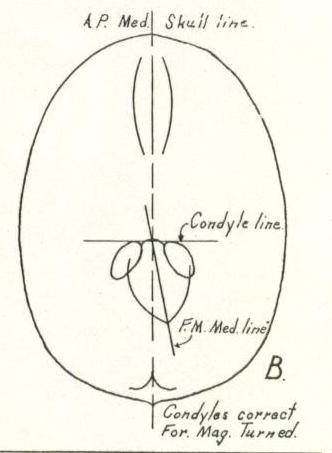 A.P. Med. Skull line.
Condyle line.
F.M. Med. line
B.
Condyles correct
For. Mag. Turned.